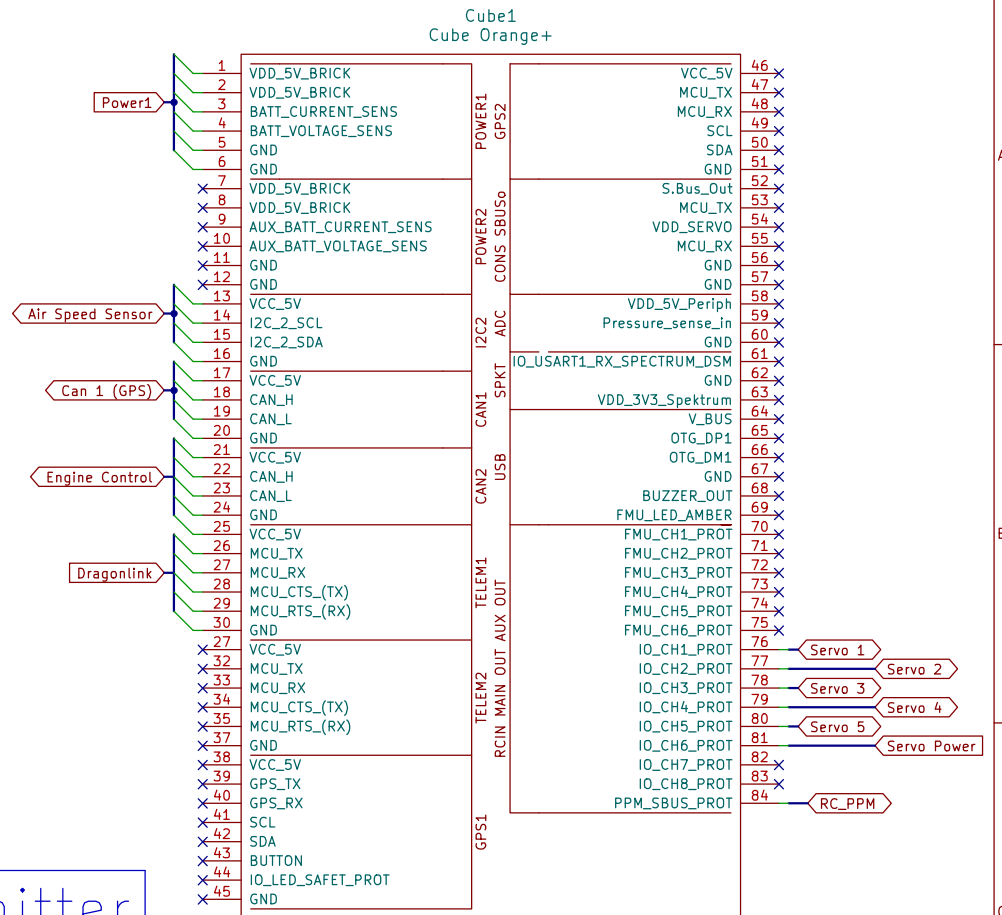 Cube1
Cube Orange+
1 VDD_5V_BRICK
2 VDD_5V_BRICK
3 BATT_CURRENT_SENS
4 BATT_VOLTAGE_SENS
5 GND
6 GND
POWER1
Power1
7 VDD_5V_BRICK
8 VDD_5V_BRICK
9 AUX_BATT_CURRENT_SENS
10 AUX_BATT_VOLTAGE_SENS
11 GND
12 GND
POWER2
13 VCC_5V
14 I2C_2_SCL
15 I2C_2_SDA
16 GND
I2C2
Air Speed Sensor
17 VCC_5V
18 CAN_H
19 CAN_L
20 GND
CAN1
Can 1 (GPS)
21 VCC_5V
22 CAN_H
23 CAN_L
24 GND
CAN2
Engine Control
25 VCC_5V
26 MCU_TX
27 MCU_RX
28 MCU_CTS_(TX)
29 MCU_RTS_(RX)
30 GND
TELEM1
Dragonlink
27 VCC_5V
32 MCU_TX
33 MCU_RX
34 MCU_CTS_(TX)
35 MCU_RTS_(RX)
37 GND
TELEM2
38 VCC_5V
39 GPS_TX
40 GPS_RX
41 SCL
42 SDA
43 BUTTON
44 IO_LED_SAFET_PROT
45 GND
GPS1
GPS2
VCC_5V 46
MCU_TX 47
MCU_RX 48
SCL 49
SDA 50
GND 51
CONS SBUSo
S.Bus_Out 52
MCU_TX 53
VDD_SERVO 54
MCU_RX 55
GND 56
GND 57
ADC
VDD_5V_Periph 58
Pressure_sense_in 59
GND 60
SPKT
IO_USART1_RX_SPECTRUM_DSM 61
GND 62
VDD_3V3_Spektrum 63
USB
V_BUS 64
OTG_DP1 65
OTG_DM1 66
GND 67
BUZZER_OUT 68
FMU_LED_AMBER 69
RCIN MAIN OUT AUX OUT
FMU_CH1_PROT 70
FMU_CH2_PROT 71
FMU_CH3_PROT 72
FMU_CH4_PROT 73
FMU_CH5_PROT 74
FMU_CH6_PROT 75
IO_CH1_PROT 76 Servo 1
IO_CH2_PROT 77 Servo 2
IO_CH3_PROT 78 Servo 3
IO_CH4_PROT 79 Servo 4
IO_CH5_PROT 80 Servo 5
IO_CH6_PROT 81 Servo Power
IO_CH7_PROT 82
IO_CH8_PROT 83
PPM_SBUS_PROT 84 RC_PPM